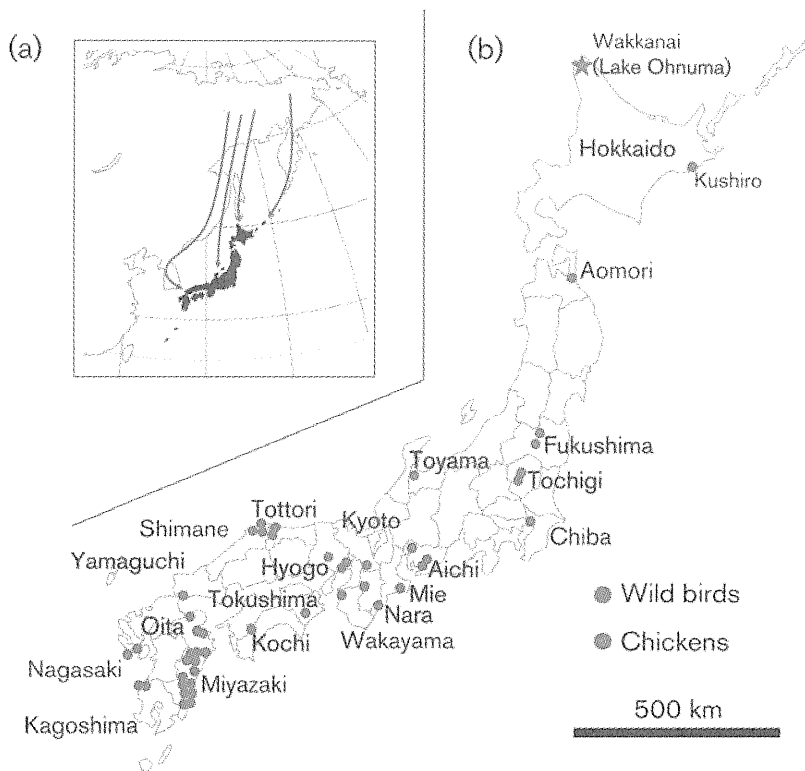 (a)
(b)
Wakkanai
(Lake Ohnuma)
Hokkaido
Kushiro
Aomori
Fukushima
Toyama
Tochigi
Tottori
Kyoto
Shimane
Chiba
Yamaguchi
Hyogo
Aichi
Mie
Tokushima
Nara
Oita
Kochi
Wakayama
Nagasaki
Miyazaki
Kagoshima
Wild birds
Chickens
500 km